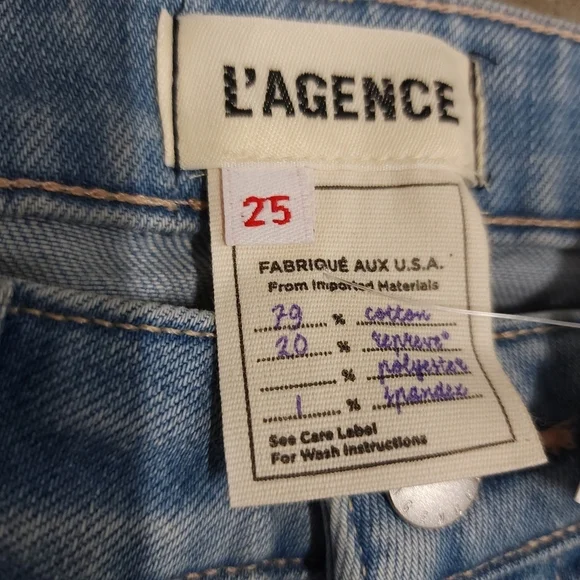 L'AGENCE
25
FABRIQUÉ AUX U.S.A.
From Imported Materials
79 % cotton
20 % repreve®
% polyester
1 % spandex
See Care Label
For Wash Instructions